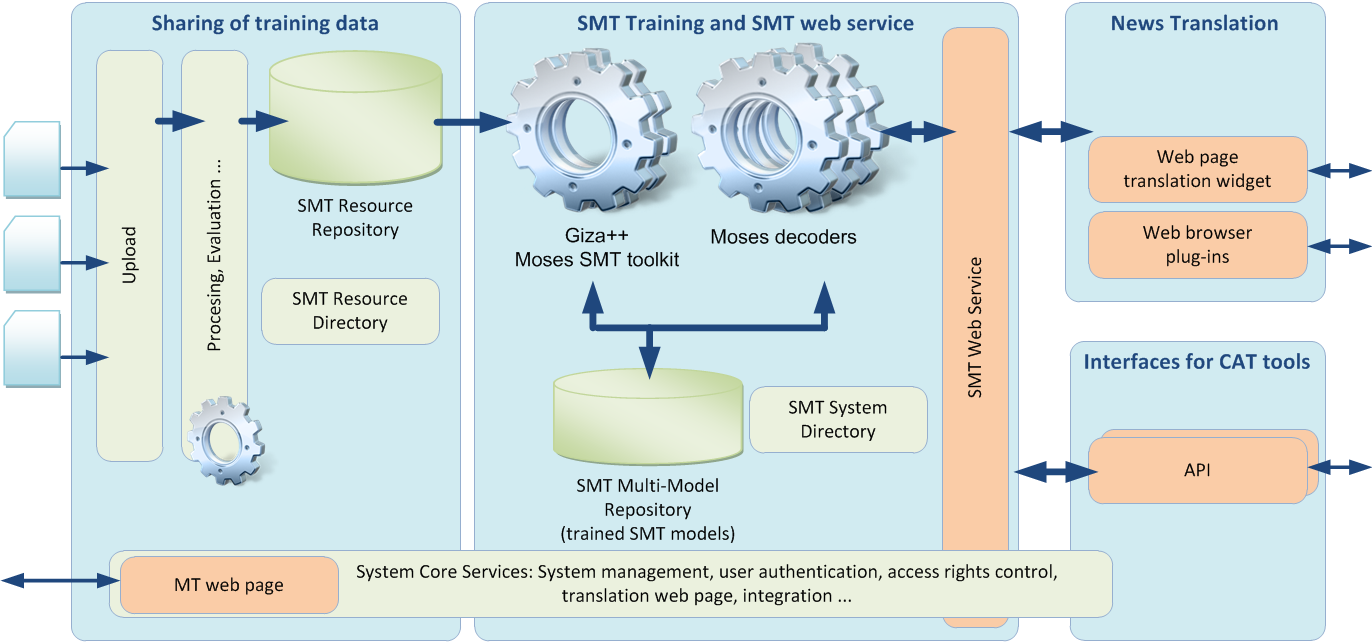 Sharing of training data
Upload
Procesing, Evaluation ...
SMT Resource
Repository
SMT Resource
Directory
SMT Training and SMT web service
Giza++
Moses SMT toolkit
Moses decoders
SMT Multi-Model
Repository
(trained SMT models)
SMT System
Directory
SMT Web Service
News Translation
Web page
translation widget
Web browser
plug-ins
Interfaces for CAT tools
API
MT web page
System Core Services: System management, user authentication, access rights control,
translation web page, integration ...